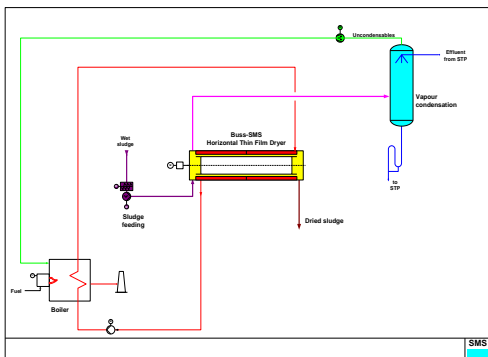 Uncondensables
Effluent
from STP
Vapour
condensation
Buss-SMS
Horizontal Thin Film Dryer
Wet
sludge
to
STP
Sludge
feeding
Dried sludge
Fuel
Boiler
SMS